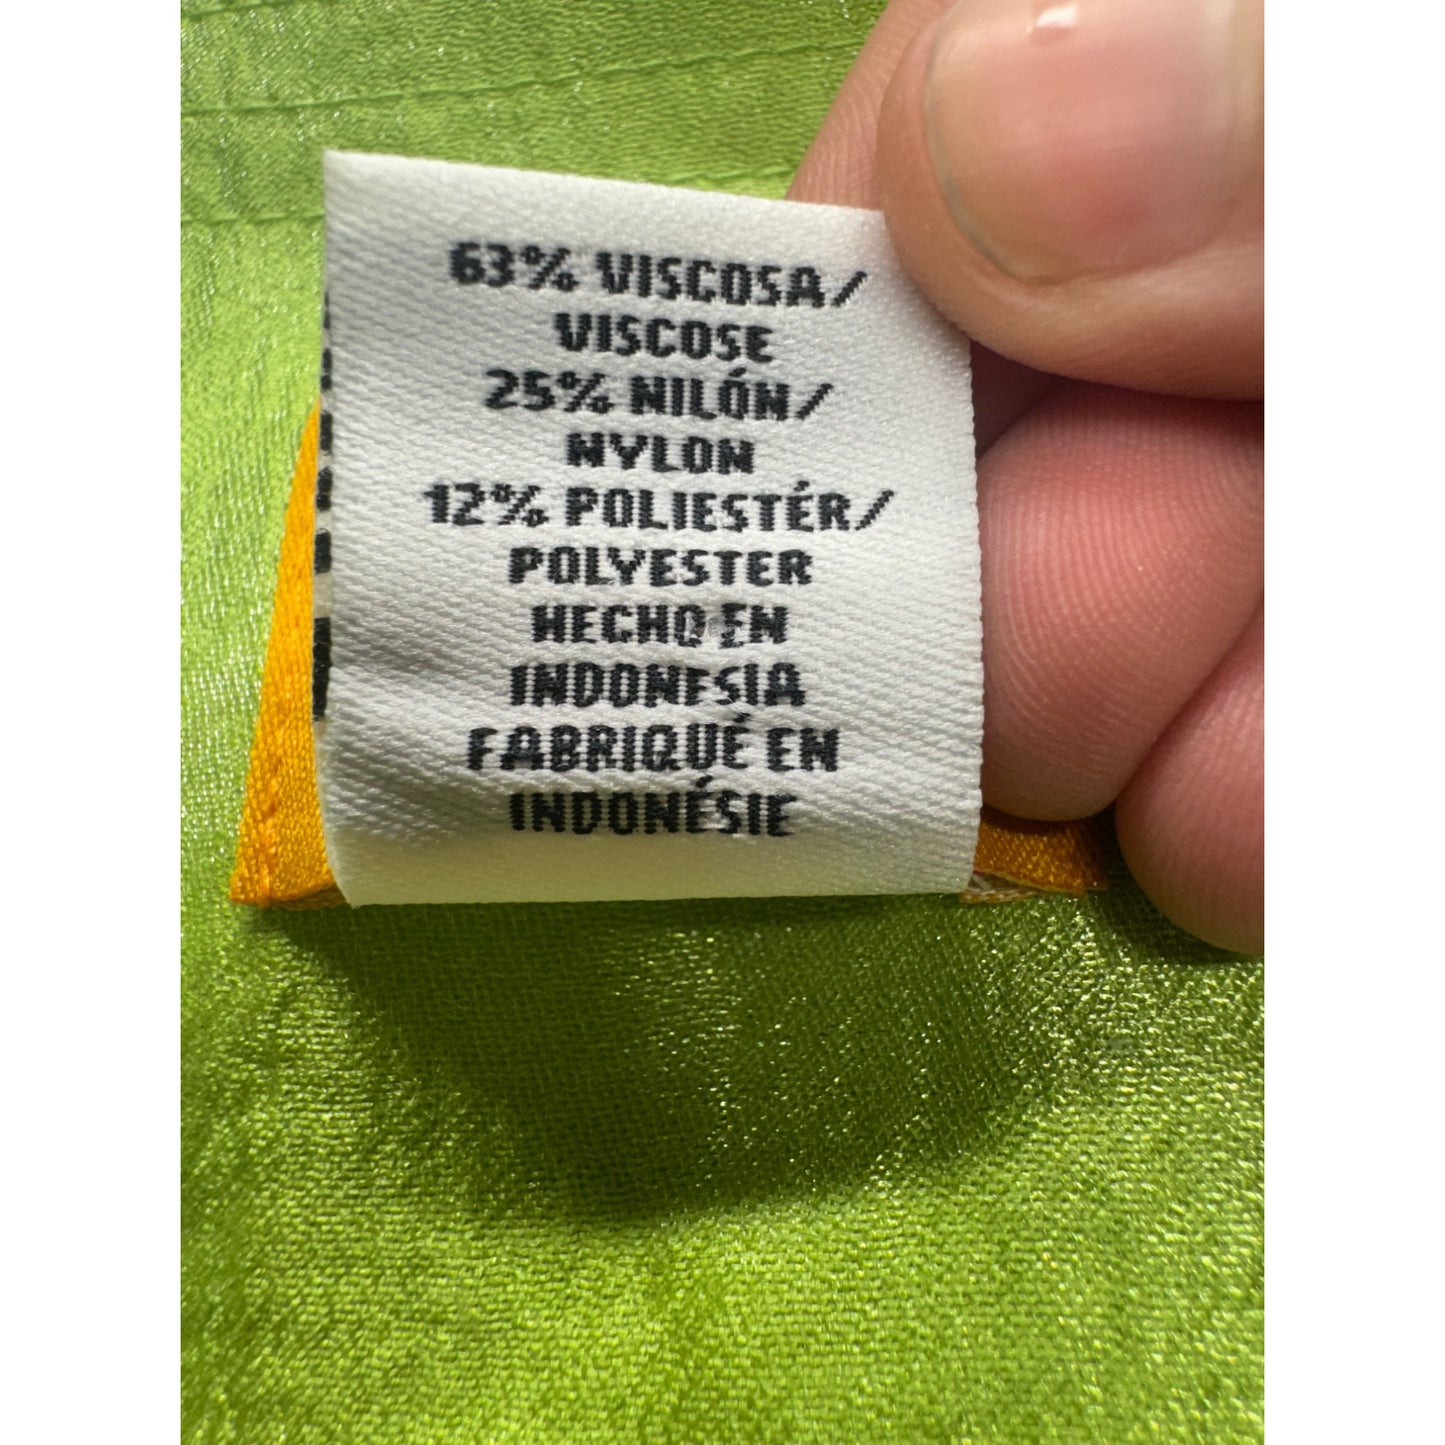 63% VISCOSA/
VISCOSE
25% NILÓN/
NYLON
12% POLIESTÉR/
POLYESTER
HECHO EN
INDONESIA
FABRIQUÉ EN
INDONÉSIE